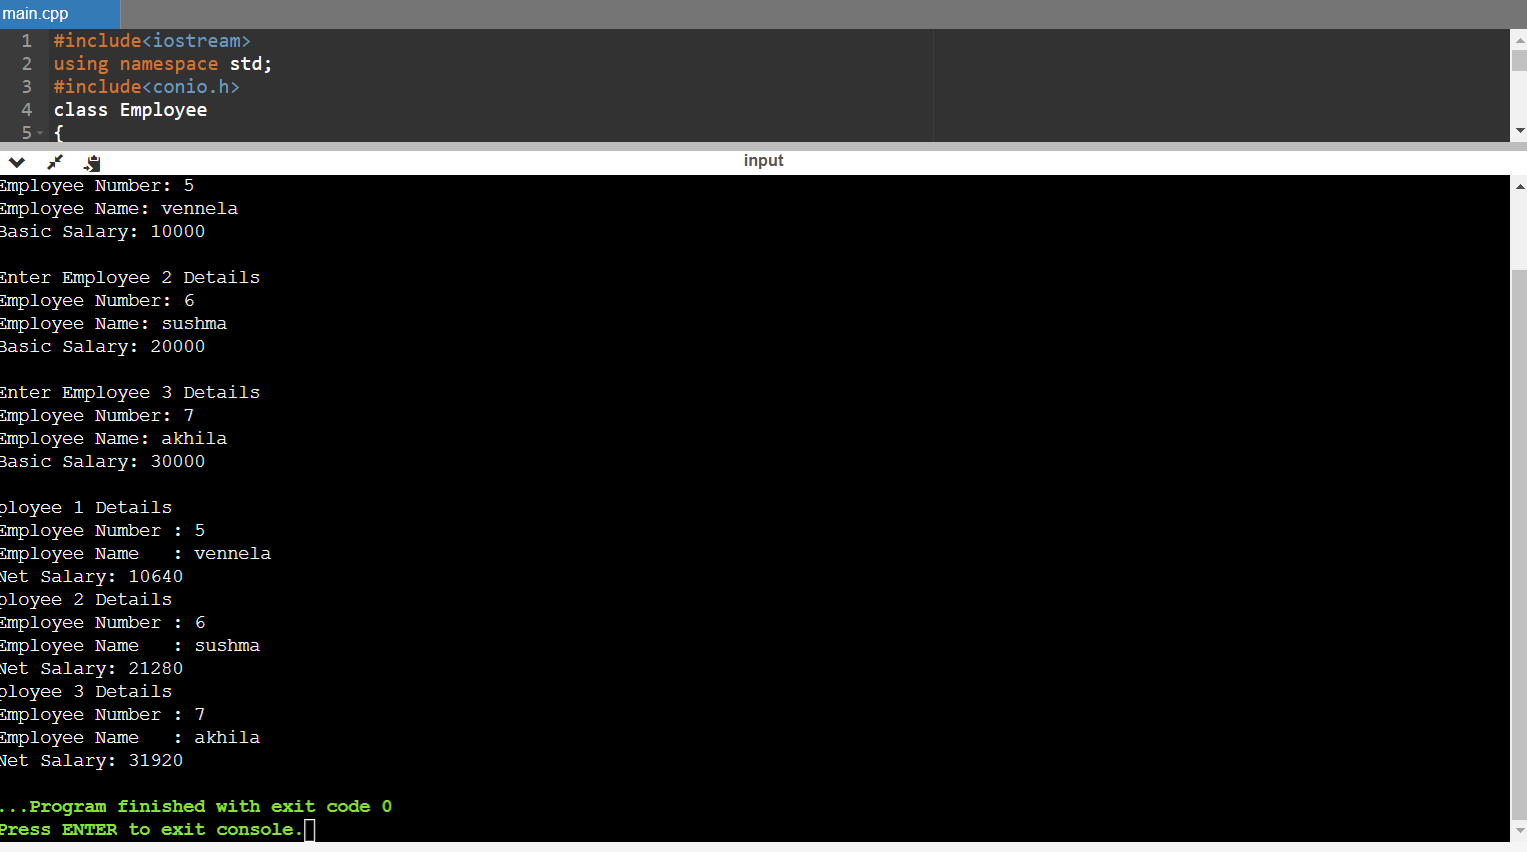 main.cpp
1 #include<iostream>
2 using namespace std;
3 #include<conio.h>
4 class Employee
5 {
input
Employee Number: 5
Employee Name: vennela
Basic Salary: 10000
Enter Employee 2 Details
Employee Number: 6
Employee Name: sushma
Basic Salary: 20000
Enter Employee 3 Details
Employee Number: 7
Employee Name: akhila
Basic Salary: 30000
ployee 1 Details
Employee Number : 5
Employee Name   : vennela
Net Salary: 10640
ployee 2 Details
Employee Number : 6
Employee Name   : sushma
Net Salary: 21280
ployee 3 Details
Employee Number : 7
Employee Name   : akhila
Net Salary: 31920
...Program finished with exit code 0
Press ENTER to exit console.